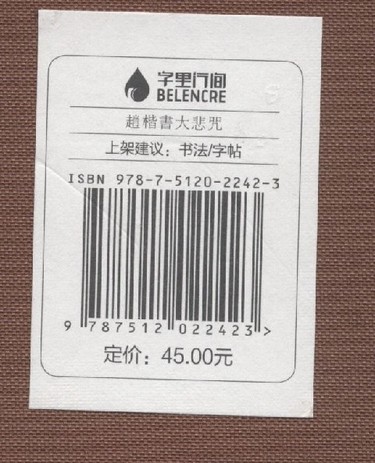 字里行间
BELENCRE
趙楷書大悲咒
上架建议：书法/字帖
ISBN 978-7-5120-2242-3
9 787512 022423 >
定价：45.00元